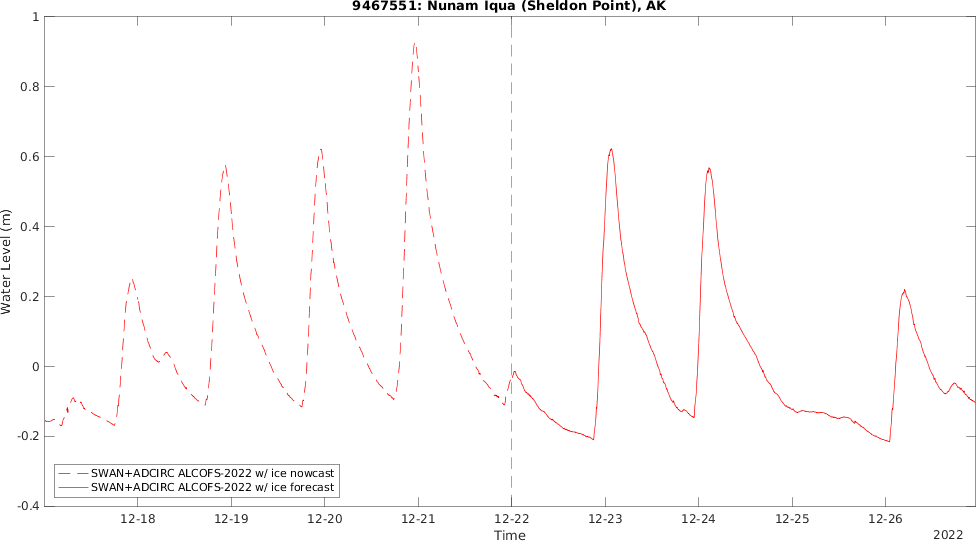 9467551: Nunam Iqua (Sheldon Point), AK
1
0.8
0.6
0.4
0.2
0
-0.2
-0.4
Water Level (m)
SWAN+ADCIRC ALCOFS-2022 w/ ice nowcast
SWAN+ADCIRC ALCOFS-2022 w/ ice forecast
12-18 12-19 12-20 12-21 12-22 12-23 12-24 12-25 12-26
Time
2022